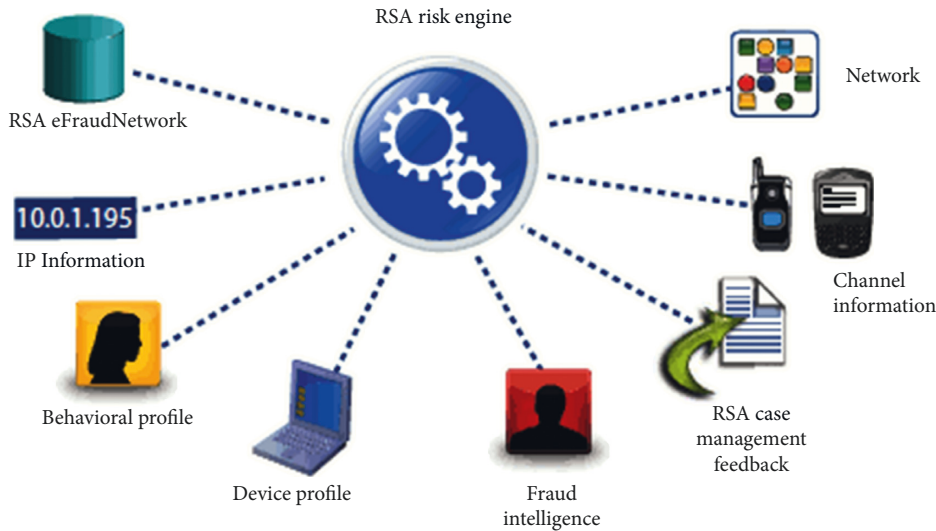 RSA risk engine
RSA eFraudNetwork
Network
10.0.1.195
IP Information
Channel
information
Behavioral profile
Device profile
Fraud
intelligence
RSA case
management
feedback